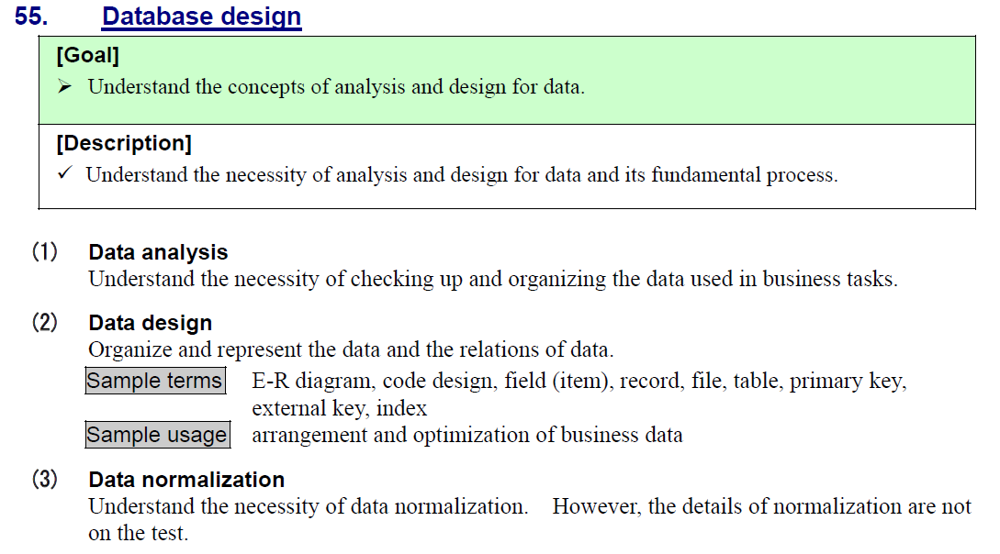 55. Database design
[Goal]
➢ Understand the concepts of analysis and design for data.
[Description]
✓ Understand the necessity of analysis and design for data and its fundamental process.
(1) Data analysis
Understand the necessity of checking up and organizing the data used in business tasks.
(2) Data design
Organize and represent the data and the relations of data.
Sample terms E-R diagram, code design, field (item), record, file, table, primary key,
external key, index
Sample usage arrangement and optimization of business data
(3) Data normalization
Understand the necessity of data normalization. However, the details of normalization are not
on the test.